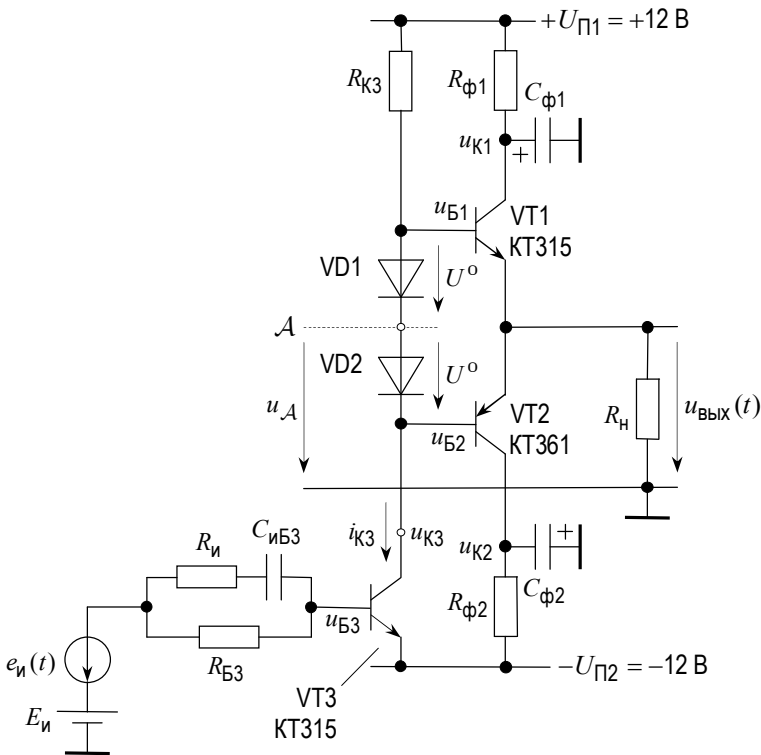 +U_П1 = +12 В
R_К3
R_ф1
C_ф1
u_К1
+
u_Б1
VT1
КТ315
VD1
U°
𝒜
VD2
U°
VT2
КТ361
u_𝒜
R_н
u_вых(t)
u_Б2
i_К3
u_К3
C_иБ3
R_и
u_К2
+
C_ф2
R_ф2
u_Б3
R_Б3
e_и(t)
−U_П2 = −12 В
VT3
КТ315
E_и